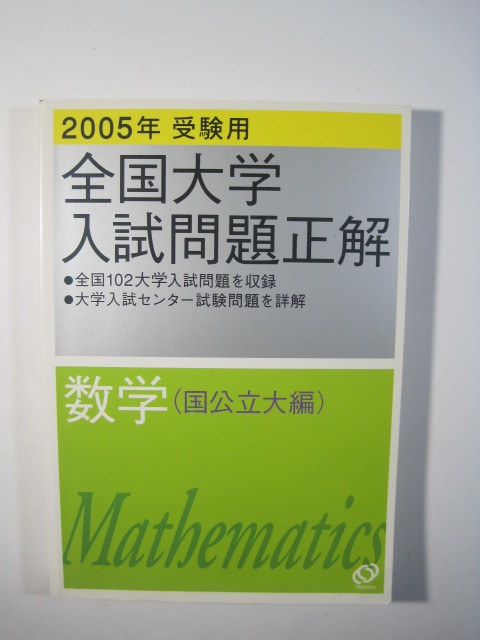 2005年 受験用
全国大学
入試問題正解
●全国102大学入試問題を収録
●大学入試センター試験問題を詳解
数学(国公立大編)
Mathematics